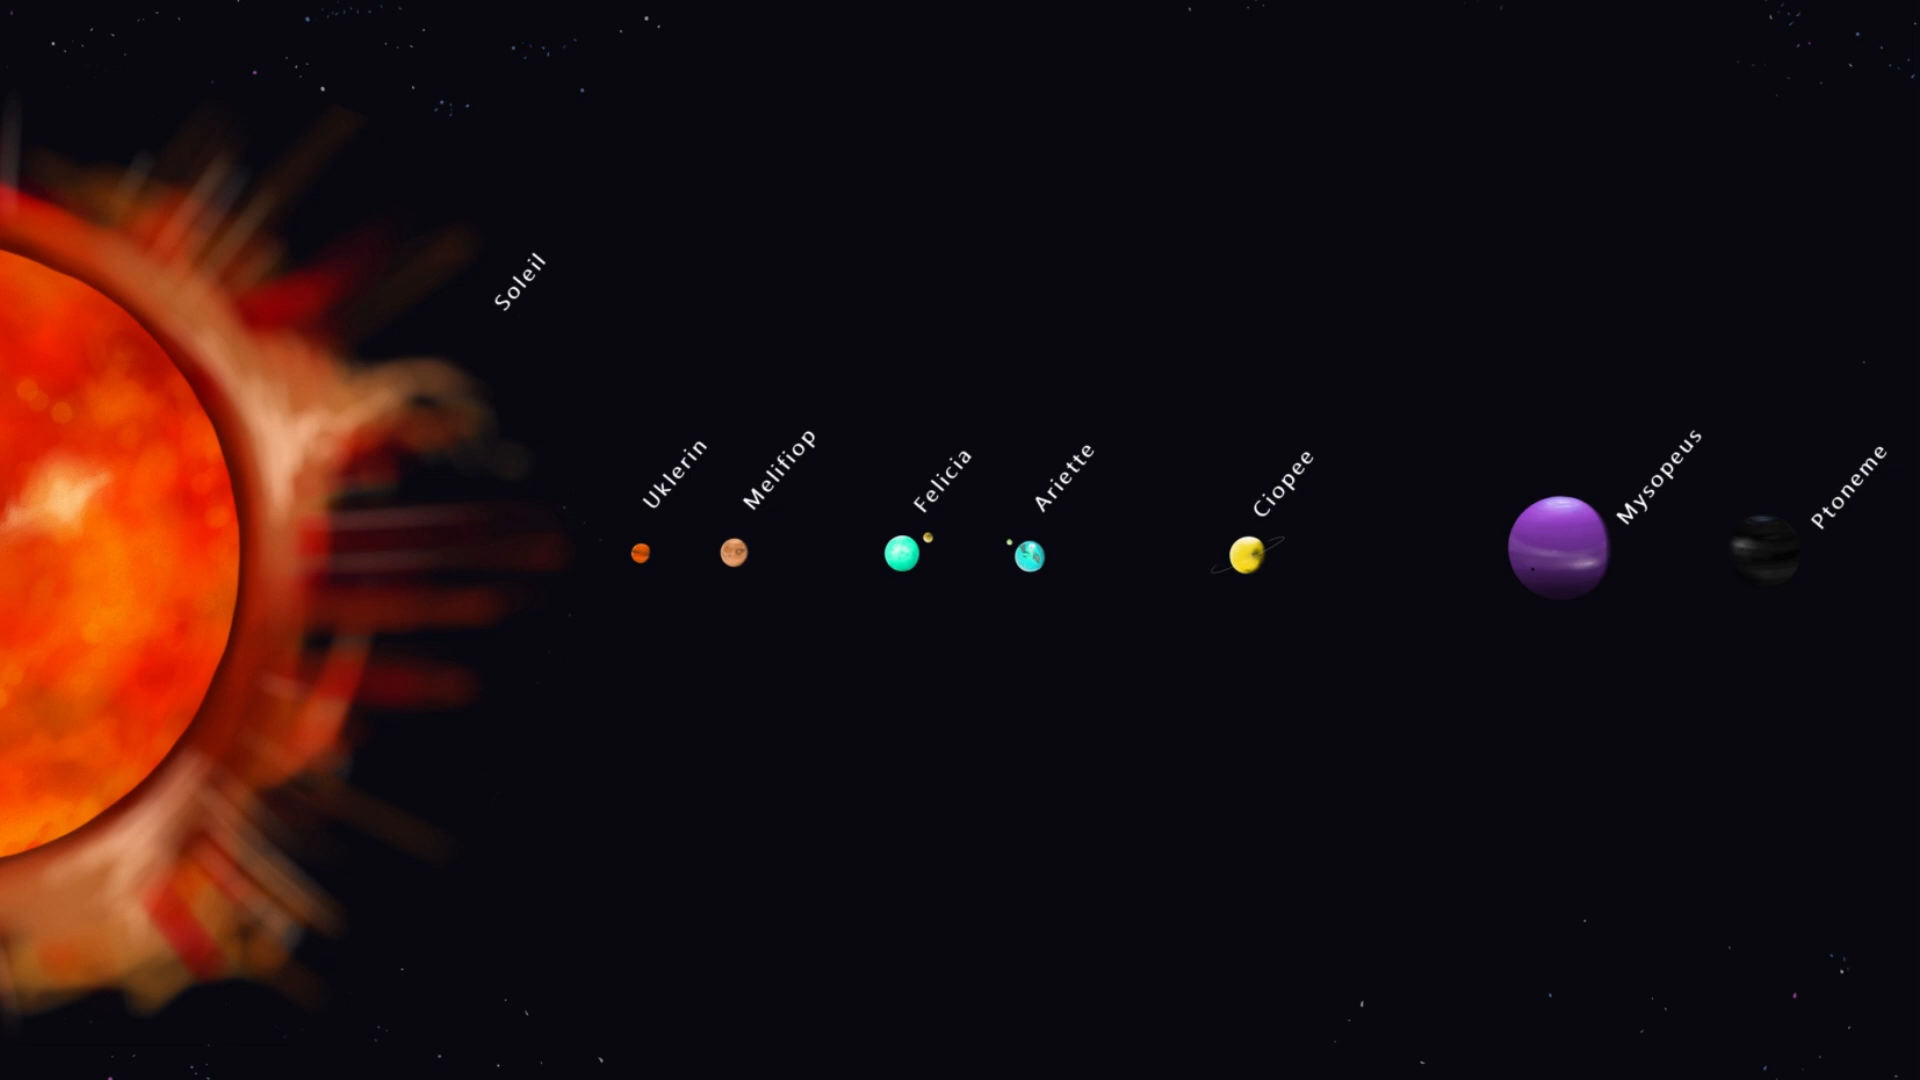 Soleil
Uklerin
Melifiop
Felicia
Ariette
Ciopee
Mysopeus
Ptoneme